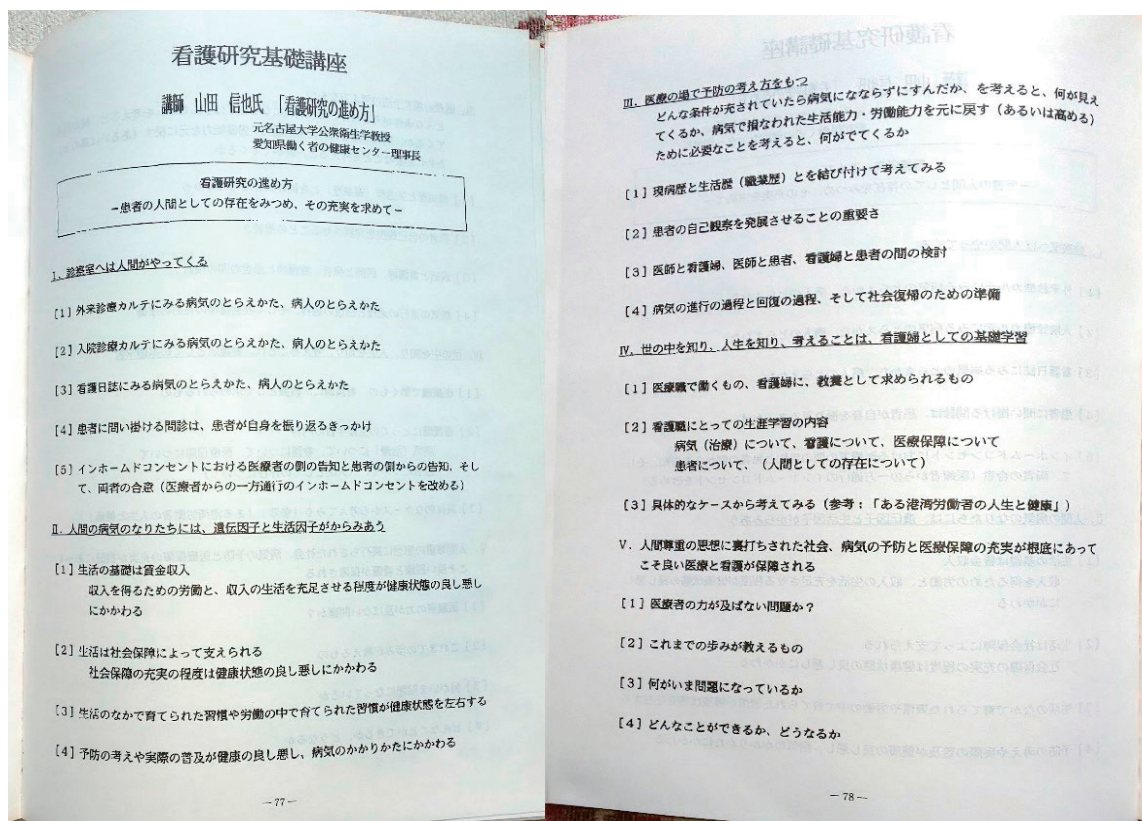 看護研究基礎講座
講師 山田 信也氏 「看護研究の進め方」
元名古屋大学公衆衛生学教授
愛知県働く者の健康センター理事長
看護研究の進め方
－患者の人間としての存在をみつめ、その充実を求めて－
I．診察室へは人間がやってくる
[1] 外来診療カルテにみる病気のとらえかた、病人のとらえかた
[2] 入院診療カルテにみる病気のとらえかた、病人のとらえかた
[3] 看護日誌にみる病気のとらえかた、病人のとらえかた
[4] 患者に問い掛ける問診は、患者が自身を振り返るきっかけ
[5] インホームドコンセントにおける医療者の側の告知と患者の側からの告知、そし
て、両者の合意（医療者からの一方通行のインホームドコンセントを改める）
II．人間の病気のなりたちには、遺伝因子と生活因子がからみあう
[1] 生活の基礎は賃金収入
収入を得るための労働と、収入の生活を充足させる程度が健康状態の良し悪し
にかかわる
[2] 生活は社会保障によって支えられる
社会保障の充実の程度は健康状態の良し悪しにかかわる
[3] 生活のなかで育てられた習慣や労働の中で育てられた習慣が健康状態を左右する
[4] 予防の考えや実際の普及が健康の良し悪し、病気のかかりかたにかかわる
－77－
III．医療の場で予防の考え方をもつ
どんな条件が充されていたら病気にならずにすんだか、を考えると、何が見え
てくるか、病気で損なわれた生活能力・労働能力を元に戻す（あるいは高める）
ために必要なことを考えると、何がでてくるか
[1] 現病歴と生活歴（職業歴）とを結び付けて考えてみる
[2] 患者の自己観察を発展させることの重要さ
[3] 医師と看護婦、医師と患者、看護婦と患者の間の検討
[4] 病気の進行の過程と回復の過程、そして社会復帰のための準備
IV．世の中を知り、人生を知り、考えることは、看護婦としての基礎学習
[1] 医療職で働くもの、看護婦に、教養として求められるもの
[2] 看護職にとっての生涯学習の内容
病気（治療）について、看護について、医療保障について
患者について、（人間としての存在について）
[3] 具体的なケースから考えてみる（参考：「ある港湾労働者の人生と健康」）
V．人間尊重の思想に裏打ちされた社会、病気の予防と医療保障の充実が根底にあって
こそ良い医療と看護が保障される
[1] 医療者の力が及ばない問題か？
[2] これまでの歩みが教えるもの
[3] 何がいま問題になっているか
[4] どんなことができるか、どうなるか
－78－